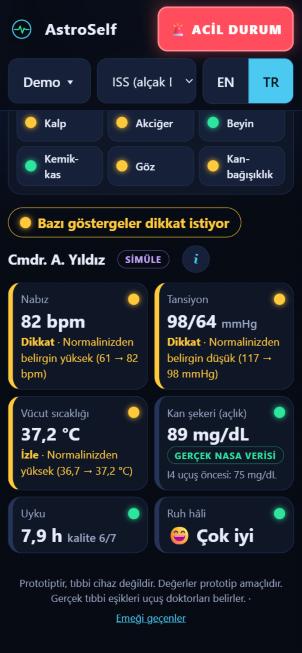 AstroSelf
🚨 ACİL DURUM
Demo ▾
ISS (alçak
EN
TR
Kalp
Akciğer
Beyin
Kemik-
kas
Göz
Kan-
bağışıklık
Bazı göstergeler dikkat istiyor
Cmdr. A. Yıldız
SİMÜLE
i
Nabız
82 bpm
Dikkat · Normalinizden
belirgin yüksek (61 → 82
bpm)
Tansiyon
98/64 mmHg
Dikkat · Normalinizden
belirgin düşük (117 →
98 mmHg)
Vücut sıcaklığı
37,2 °C
İzle · Normalinizden
yüksek (36,7 → 37,2 °C)
Kan şekeri (açlık)
89 mg/dL
GERÇEK NASA VERİSİ
I4 uçuş öncesi: 75 mg/dL
Uyku
7,9 h kalite 6/7
Ruh hâli
😄 Çok iyi
Prototiptir, tıbbi cihaz değildir. Değerler prototip amaçlıdır.
Gerçek tıbbi eşikleri uçuş doktorları belirler. ·
Emeği geçenler